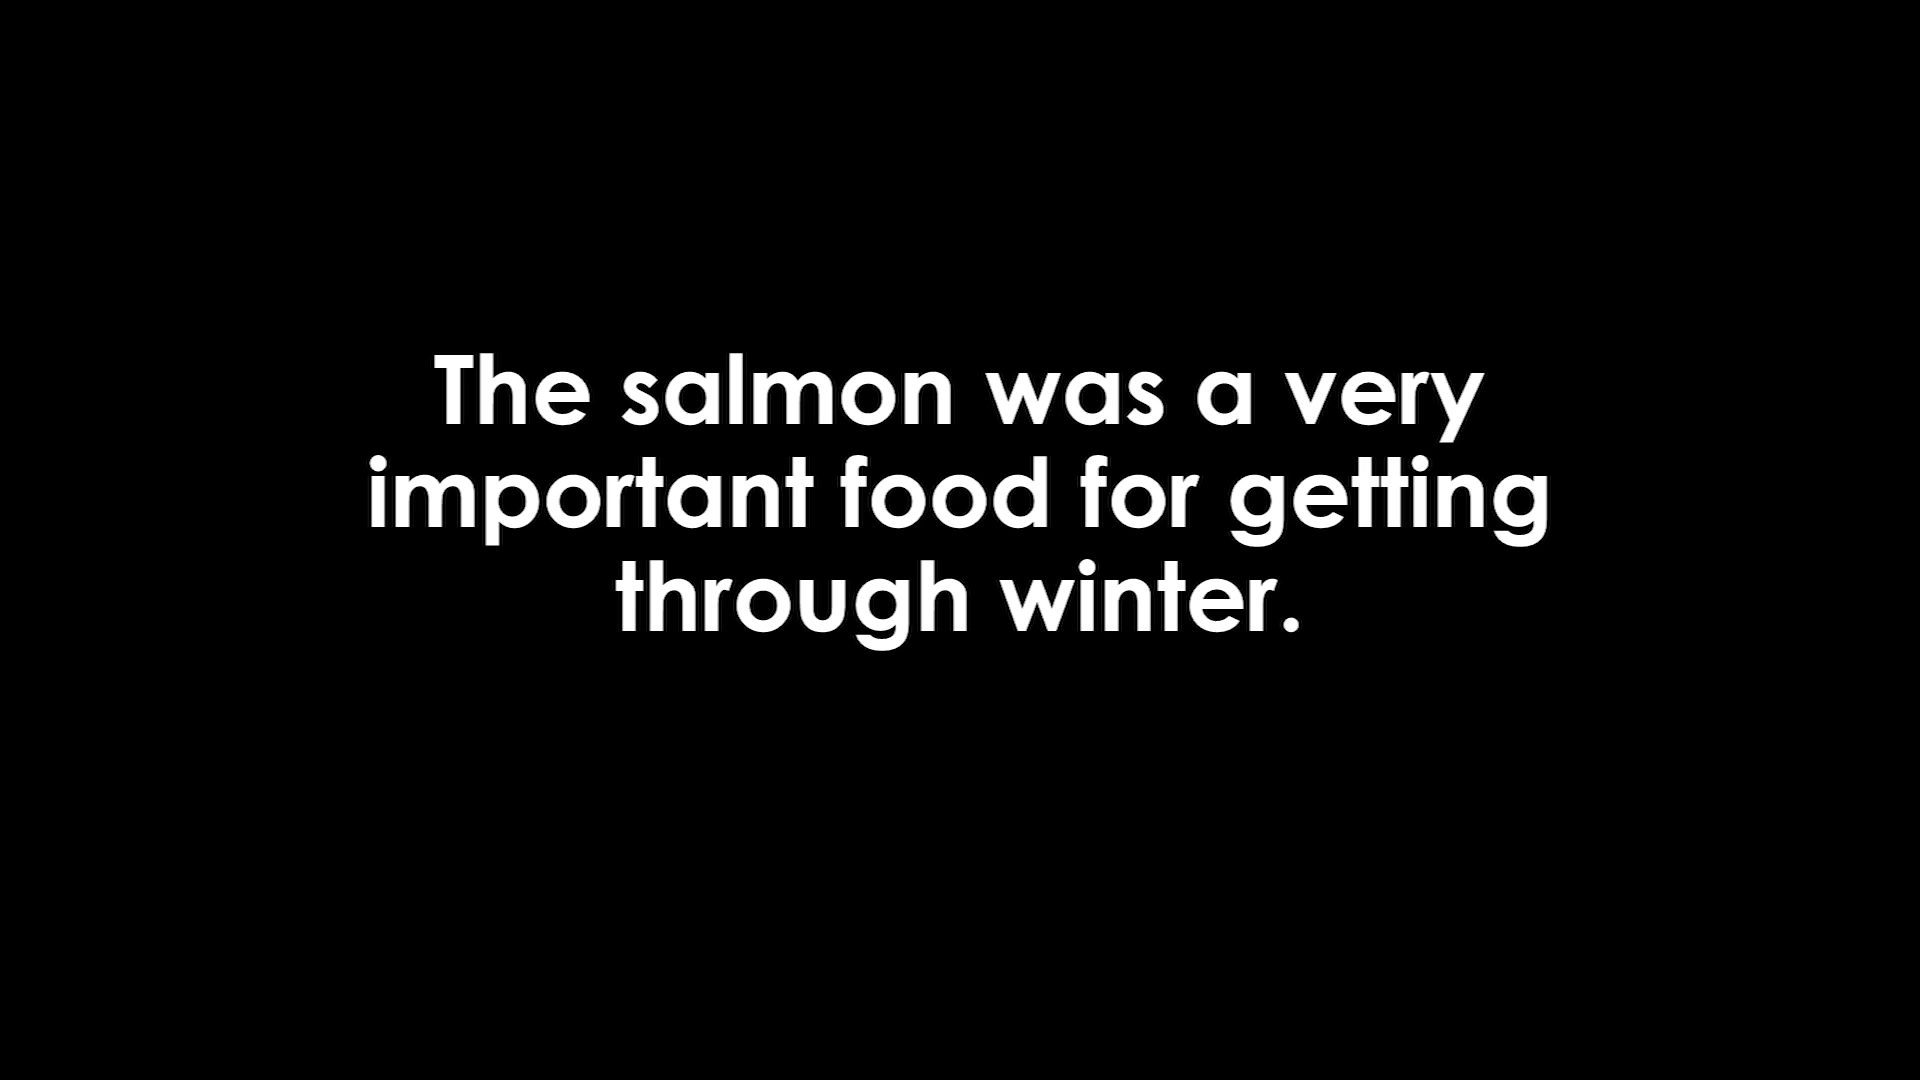 The salmon was a very
important food for getting
through winter.